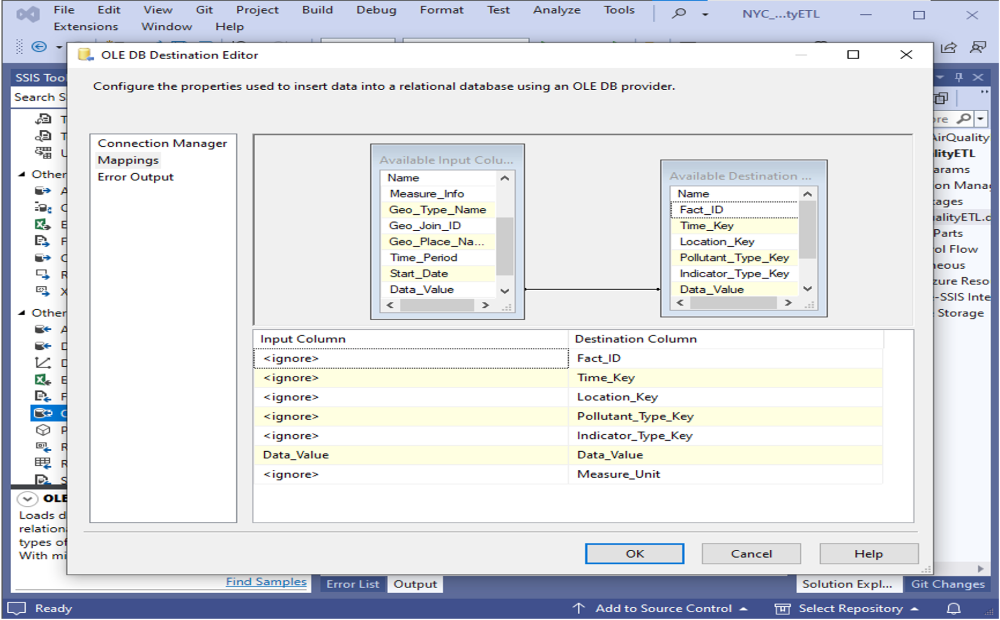 File Edit View Git Project Build Debug Format Test Analyze Tools NYC_...tyETL
Extensions Window Help
OLE DB Destination Editor
Configure the properties used to insert data into a relational database using an OLE DB provider.
SSIS Too
Search S
Other
Other
OLE
Loads d
relation
types of
With mi
Find Samples
Connection Manager
Mappings
Error Output
Available Input Colu...
Name
Measure_Info
Geo_Type_Name
Geo_Join_ID
Geo_Place_Na...
Time_Period
Start_Date
Data_Value
Available Destination ...
Name
Fact_ID
Time_Key
Location_Key
Pollutant_Type_Key
Indicator_Type_Key
Data_Value
Input Column Destination Column
<ignore> Fact_ID
<ignore> Time_Key
<ignore> Location_Key
<ignore> Pollutant_Type_Key
<ignore> Indicator_Type_Key
Data_Value Data_Value
<ignore> Measure_Unit
OK Cancel Help
AirQuality
lityETL
arams
on Mana
kages
alityETL.d
Parts
ol Flow
neous
zure Reso
-SSIS Inte
Storage
Error List Output
Solution Expl... Git Changes
Ready Add to Source Control Select Repository